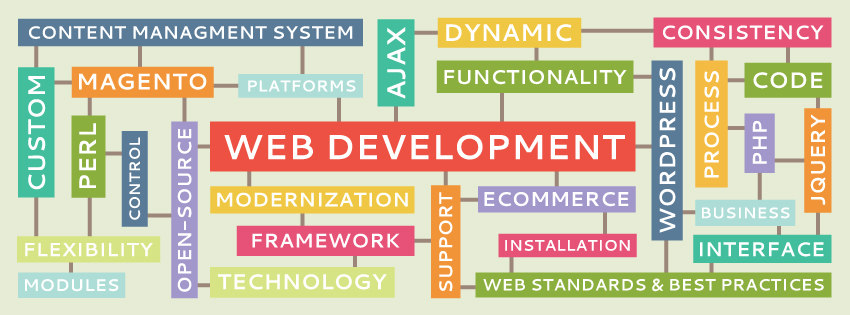 CONTENT MANAGMENT SYSTEM
AJAX
DYNAMIC
CONSISTENCY
CUSTOM
MAGENTO
PLATFORMS
FUNCTIONALITY
WORDPRESS
PROCESS
CODE
PERL
CONTROL
OPEN-SOURCE
WEB DEVELOPMENT
PHP
JQUERY
MODERNIZATION
SUPPORT
ECOMMERCE
BUSINESS
FLEXIBILITY
FRAMEWORK
INSTALLATION
INTERFACE
MODULES
TECHNOLOGY
WEB STANDARDS & BEST PRACTICES